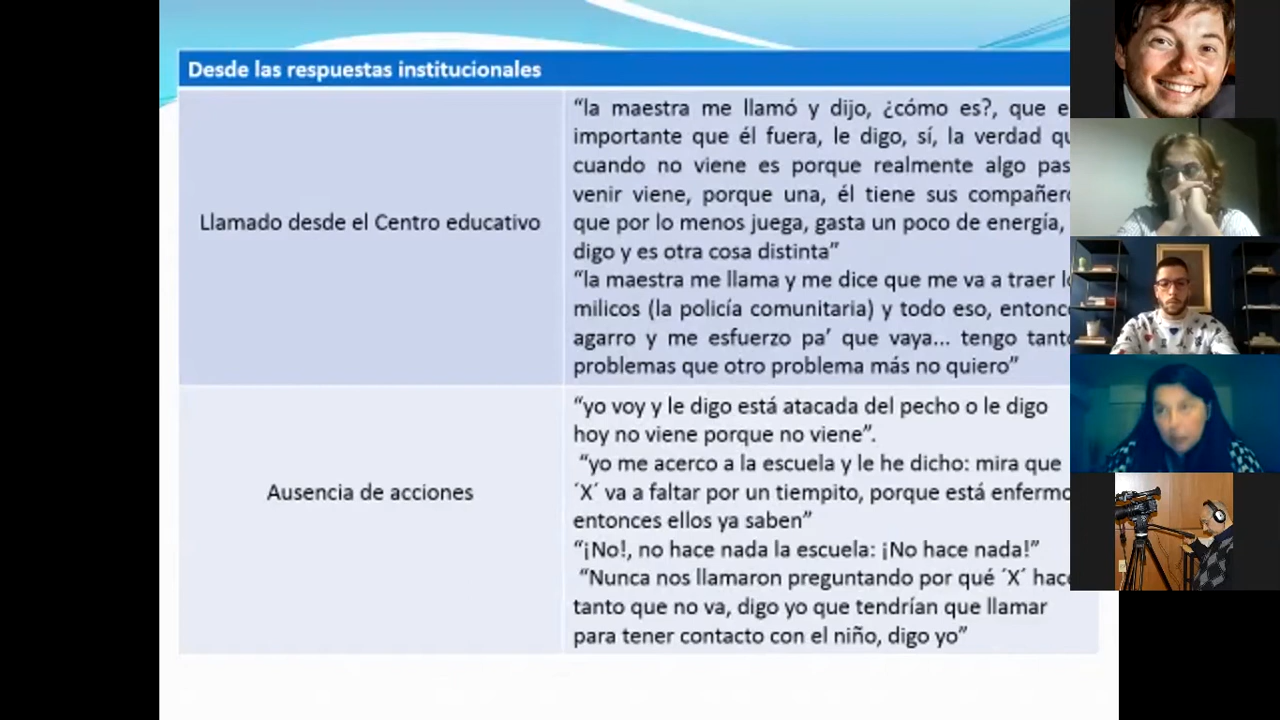 Desde las respuestas institucionales
Llamado desde el Centro educativo
“la maestra me llamó y dijo, ¿cómo es?, que e
importante que él fuera, le digo, sí, la verdad qu
cuando no viene es porque realmente algo pas
venir viene, porque una, él tiene sus compañero
que por lo menos juega, gasta un poco de energía,
digo y es otra cosa distinta”
“la maestra me llama y me dice que me va a traer lo
milicos (la policía comunitaria) y todo eso, entonc
agarro y me esfuerzo pa’ que vaya... tengo tanto
problemas que otro problema más no quiero”
Ausencia de acciones
“yo voy y le digo está atacada del pecho o le digo
hoy no viene porque no viene”.
“yo me acerco a la escuela y le he dicho: mira que
´X´ va a faltar por un tiempito, porque está enfermo
entonces ellos ya saben”
“¡No!, no hace nada la escuela: ¡No hace nada!”
“Nunca nos llamaron preguntando por qué ´X´ hace
tanto que no va, digo yo que tendrían que llamar
para tener contacto con el niño, digo yo”